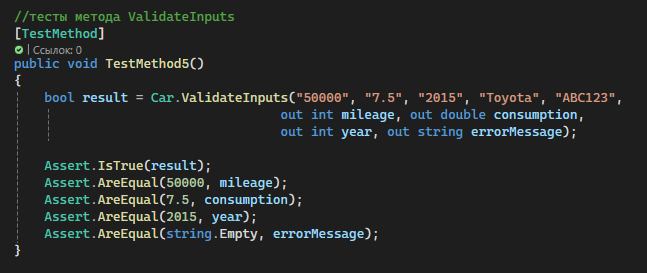 //тесты метода ValidateInputs
[TestMethod]
| Ссылок: 0
public void TestMethod5()
{
bool result = Car.ValidateInputs("50000", "7.5", "2015", "Toyota", "ABC123",
out int mileage, out double consumption,
out int year, out string errorMessage);
Assert.IsTrue(result);
Assert.AreEqual(50000, mileage);
Assert.AreEqual(7.5, consumption);
Assert.AreEqual(2015, year);
Assert.AreEqual(string.Empty, errorMessage);
}